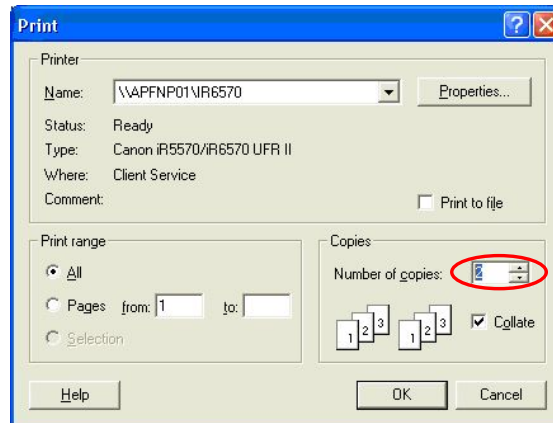 Print
Printer
Name: \\APFNP01\IR6570 Properties...
Status: Ready
Type: Canon iR5570/iR6570 UFR II
Where: Client Service
Comment: Print to file
Print range
All
Pages from: 1 to:
Selection
Copies
Number of copies: 2
1 2 3 1 2 3 Collate
Help OK Cancel